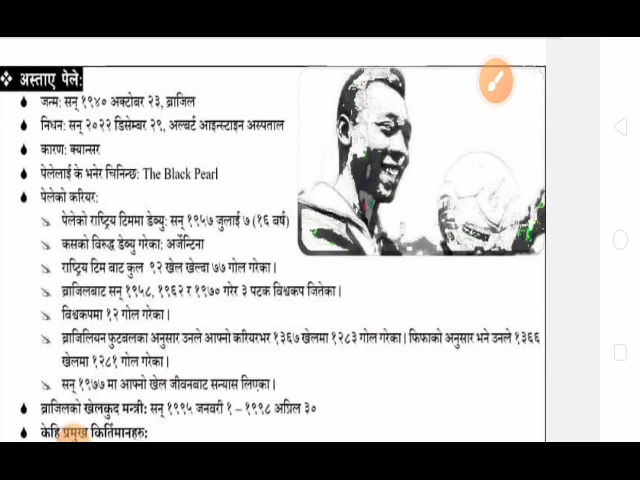 ❖ अस्ताए पेले:
जन्म: सन् १९४० अक्टोबर २३, ब्राजिल
निधन: सन् २०२२ डिसेम्बर २९, अल्बर्ट आइन्स्टाइन अस्पताल
कारण: क्यान्सर
पेलेलाई के भनेर चिनिन्छ: The Black Pearl
पेलेको करियर:
पेलेको राष्ट्रिय टिममा डेव्यु: सन् १९५७ जुलाई ७ (१६ वर्ष)
कसको विरुद्ध डेव्यु गरेका: अर्जेन्टिना
राष्ट्रिय टिम बाट कुल ९२ खेल खेल्दा ७७ गोल गरेका।
ब्राजिलबाट सन् १९५८, १९६२ र १९७० गरेर ३ पटक विश्वकप जितेका।
विश्वकपमा १२ गोल गरेका।
ब्राजिलियन फुटबलका अनुसार उनले आफ्नो करियरभर १३६७ खेलमा १२८३ गोल गरेका। फिफाको अनुसार भने उनले १३६६
खेलमा १२८१ गोल गरेका।
सन् १९७७ मा आफ्नो खेल जीवनबाट सन्यास लिएका।
ब्राजिलको खेलकुद मन्त्री: सन् १९९५ जनवरी १ – १९९८ अप्रिल ३०
केहि प्रमुख किर्तिमानहरु: